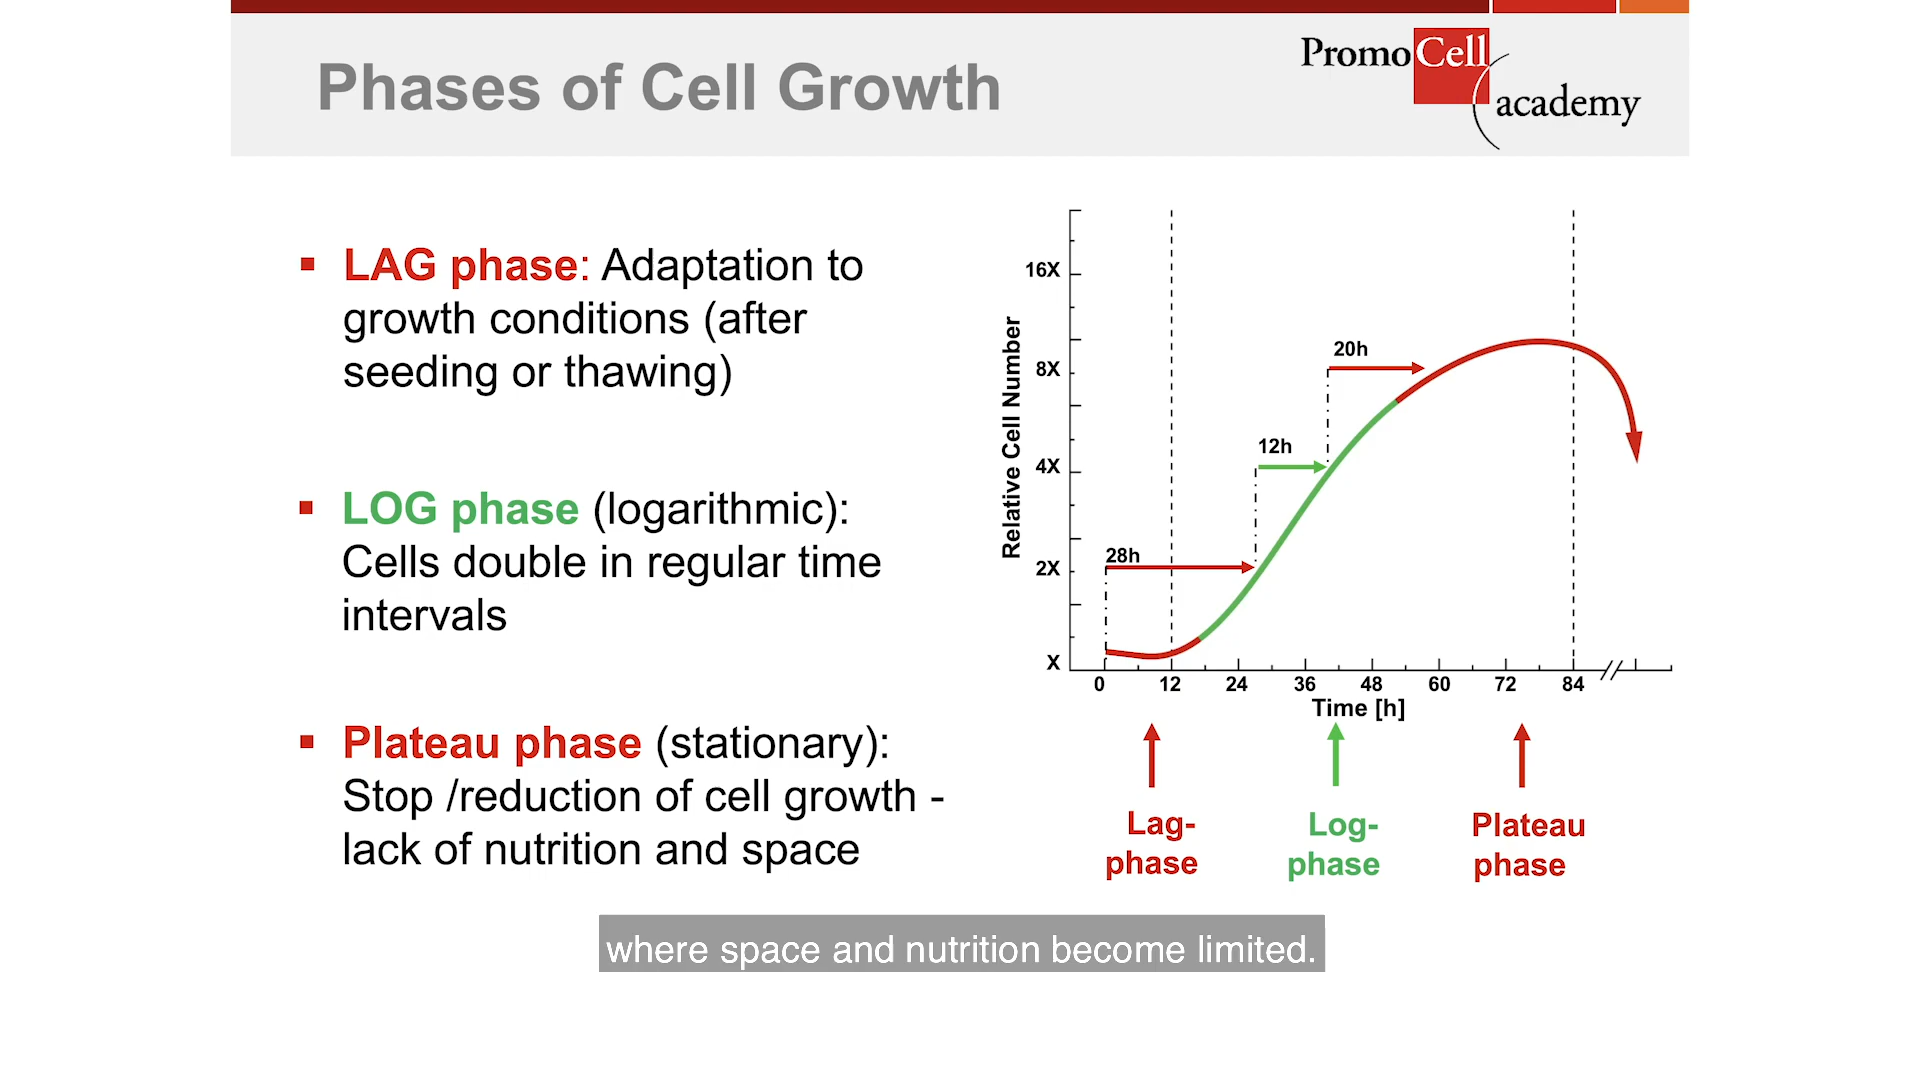 Phases of Cell Growth
PromoCell
academy
LAG phase: Adaptation to
growth conditions (after
seeding or thawing)
LOG phase (logarithmic):
Cells double in regular time
intervals
Plateau phase (stationary):
Stop /reduction of cell growth -
lack of nutrition and space
Relative Cell Number
16X
8X
4X
2X
X
20h
12h
28h
0 12 24 36 48 60 72 84
Time [h]
Lag-
phase
Log-
phase
Plateau
phase
where space and nutrition become limited.